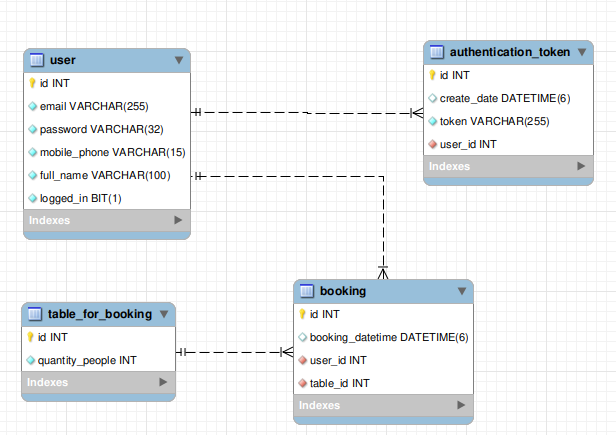 user
id INT
email VARCHAR(255)
password VARCHAR(32)
mobile_phone VARCHAR(15)
full_name VARCHAR(100)
logged_in BIT(1)
Indexes
authentication_token
id INT
create_date DATETIME(6)
token VARCHAR(255)
user_id INT
Indexes
table_for_booking
id INT
quantity_people INT
Indexes
booking
id INT
booking_datetime DATETIME(6)
user_id INT
table_id INT
Indexes